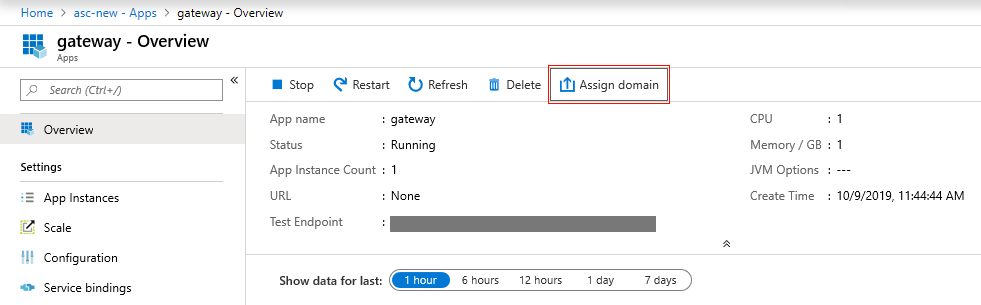 Home > asc-new - Apps > gateway - Overview
gateway - Overview
Apps
Search (Ctrl+/)
«
Overview
Settings
App Instances
Scale
Configuration
Service bindings
Stop Restart Refresh Delete Assign domain
App name : gateway
Status : Running
App Instance Count : 1
URL : None
Test Endpoint :
CPU : 1
Memory / GB : 1
JVM Options : ---
Create Time : 10/9/2019, 11:44:44 AM
Show data for last: 1 hour 6 hours 12 hours 1 day 7 days